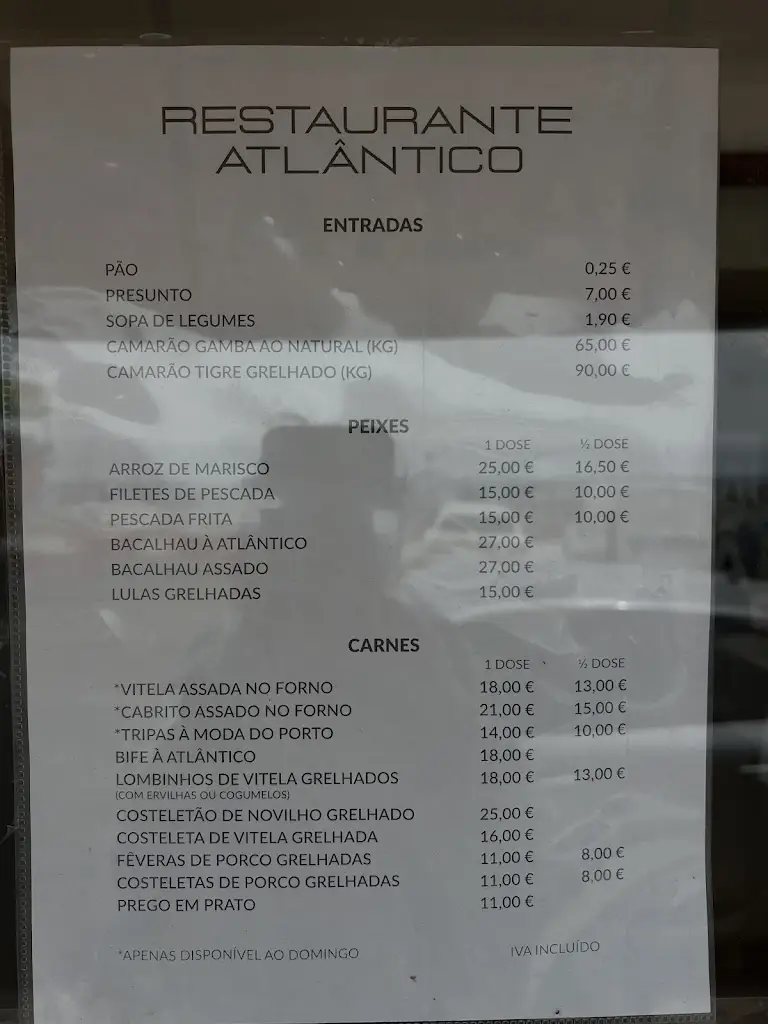 RESTAURANTE
ATLÂNTICO
ENTRADAS
PÃO 0,25 €
PRESUNTO 7,00 €
SOPA DE LEGUMES 1,90 €
CAMARÃO GAMBA AO NATURAL (KG) 65,00 €
CAMARÃO TIGRE GRELHADO (KG) 90,00 €
PEIXES
1 DOSE ½ DOSE
ARROZ DE MARISCO 25,00 € 16,50 €
FILETES DE PESCADA 15,00 € 10,00 €
PESCADA FRITA 15,00 € 10,00 €
BACALHAU À ATLÂNTICO 27,00 €
BACALHAU ASSADO 27,00 €
LULAS GRELHADAS 15,00 €
CARNES
1 DOSE ½ DOSE
*VITELA ASSADA NO FORNO 18,00 € 13,00 €
*CABRITO ASSADO NO FORNO 21,00 € 15,00 €
*TRIPAS À MODA DO PORTO 14,00 € 10,00 €
BIFE À ATLÂNTICO 18,00 €
LOMBINHOS DE VITELA GRELHADOS 18,00 € 13,00 €
(COM ERVILHAS OU COGUMELOS)
COSTELETÃO DE NOVILHO GRELHADO 25,00 €
COSTELETA DE VITELA GRELHADA 16,00 €
FÊVERAS DE PORCO GRELHADAS 11,00 € 8,00 €
COSTELETAS DE PORCO GRELHADAS 11,00 € 8,00 €
PREGO EM PRATO 11,00 €
*APENAS DISPONÍVEL AO DOMINGO IVA INCLUÍDO